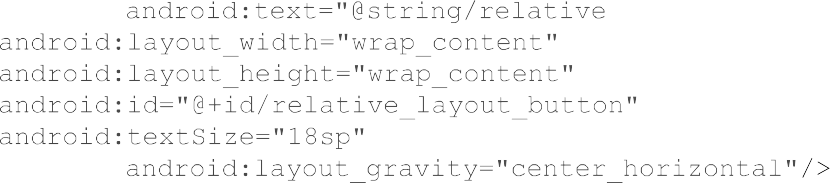 android:text="@string/relative
android:layout_width="wrap_content"
android:layout_height="wrap_content"
android:id="@+id/relative_layout_button"
android:textSize="18sp"
android:layout_gravity="center_horizontal"/>